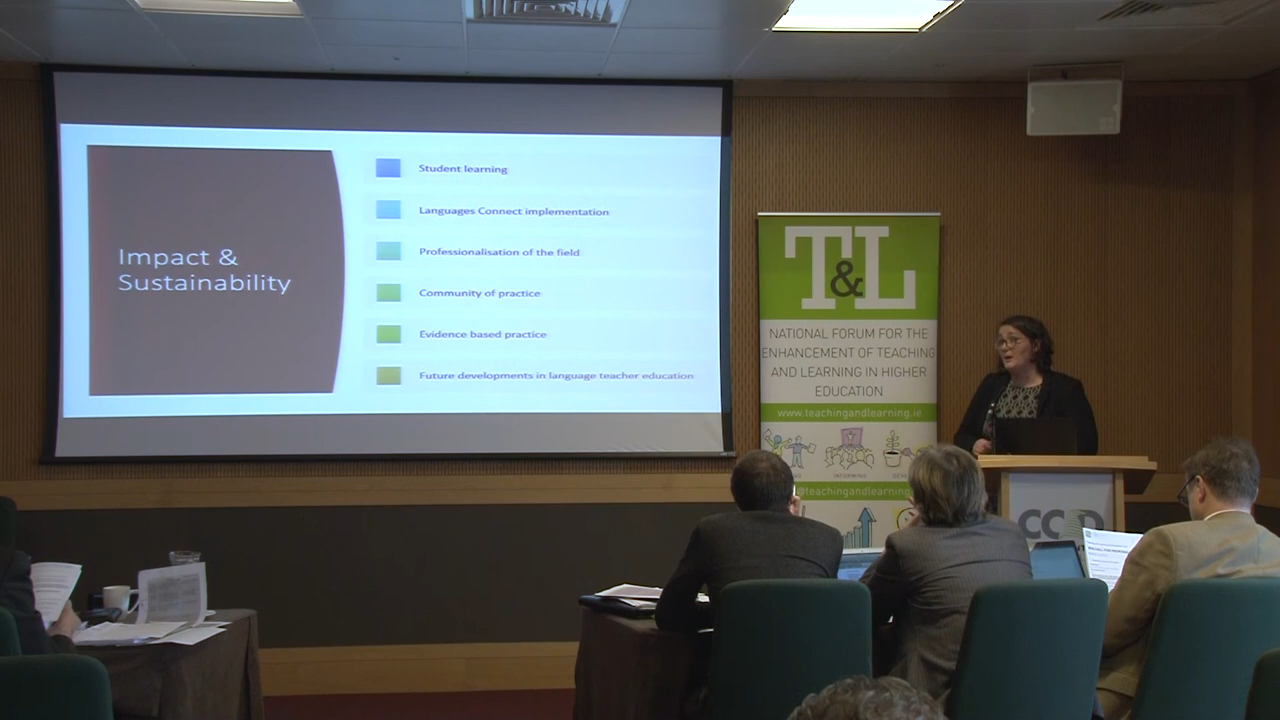 Impact &
Sustainability
Student learning
Languages Connect implementation
Professionalisation of the field
Community of practice
Evidence based practice
Future developments in language teacher education
T&L
NATIONAL FORUM FOR THE
ENHANCEMENT OF TEACHING
AND LEARNING IN HIGHER
EDUCATION
www.teachingandlearning.ie
INFORMING
@teachingandlearning